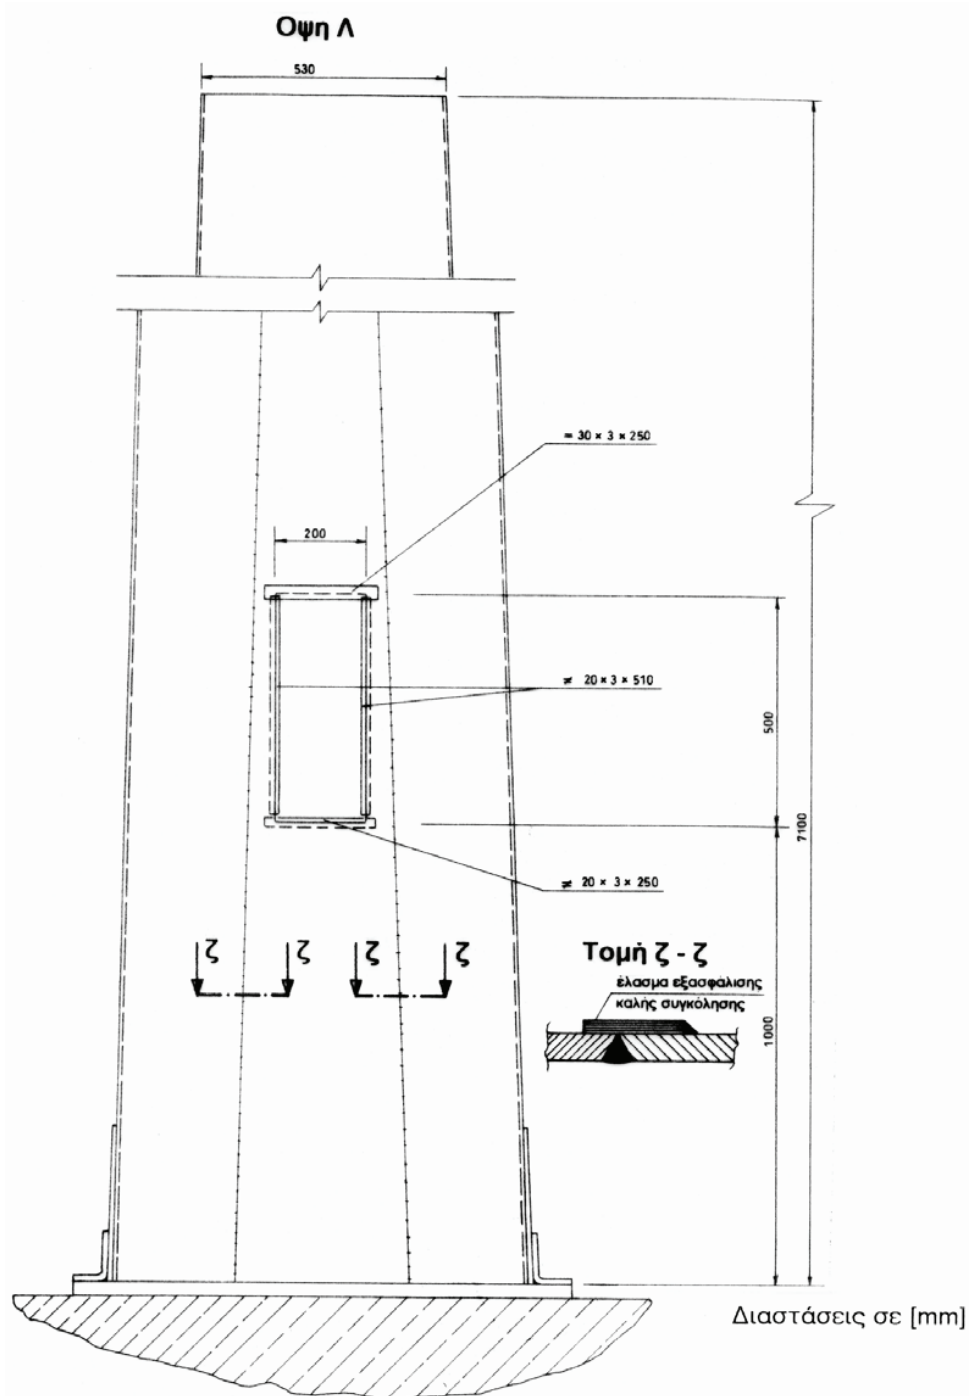 Οψη Λ
530
= 30 × 3 × 250
200
≠ 20 × 3 × 510
500
7100
≠ 20 × 3 × 250
ζ ζ ζ ζ
Τομή ζ - ζ
έλασμα εξασφάλισης
καλής συγκόλησης
1000
Διαστάσεις σε [mm]